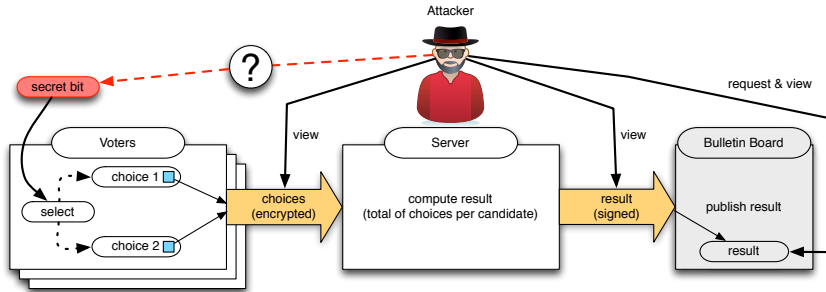 Attacker
?
secret bit
request & view
Voters
view
Server
view
Bulletin Board
choice 1
select
choices
(encrypted)
compute result
(total of choices per candidate)
result
(signed)
publish result
choice 2
result